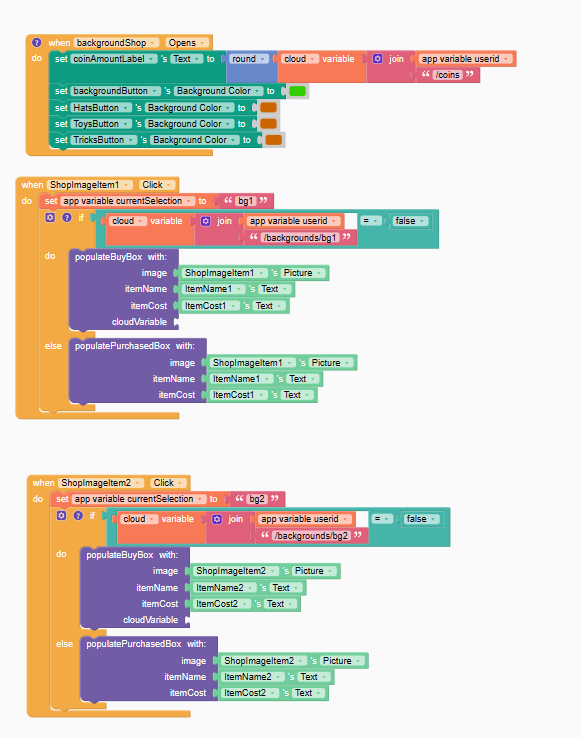 ? when backgroundShop Opens
do set coinAmountLabel 's Text to round cloud variable join app variable userid
“ /coins ”
set backgroundButton 's Background Color to
set HatsButton 's Background Color to
set ToysButton 's Background Color to
set TricksButton 's Background Color to
when ShopImageItem1 Click
do set app variable currentSelection to “ bg1 ”
? if cloud variable join app variable userid = false
“ /backgrounds/bg1 ”
do populateBuyBox with:
image ShopImageItem1 's Picture
itemName ItemName1 's Text
itemCost ItemCost1 's Text
cloudVariable
else populatePurchasedBox with:
image ShopImageItem1 's Picture
itemName ItemName1 's Text
itemCost ItemCost1 's Text
when ShopImageItem2 Click
do set app variable currentSelection to “ bg2 ”
? if cloud variable join app variable userid = false
“ /backgrounds/bg2 ”
do populateBuyBox with:
image ShopImageItem2 's Picture
itemName ItemName2 's Text
itemCost ItemCost2 's Text
cloudVariable
else populatePurchasedBox with:
image ShopImageItem2 's Picture
itemName ItemName2 's Text
itemCost ItemCost2 's Text